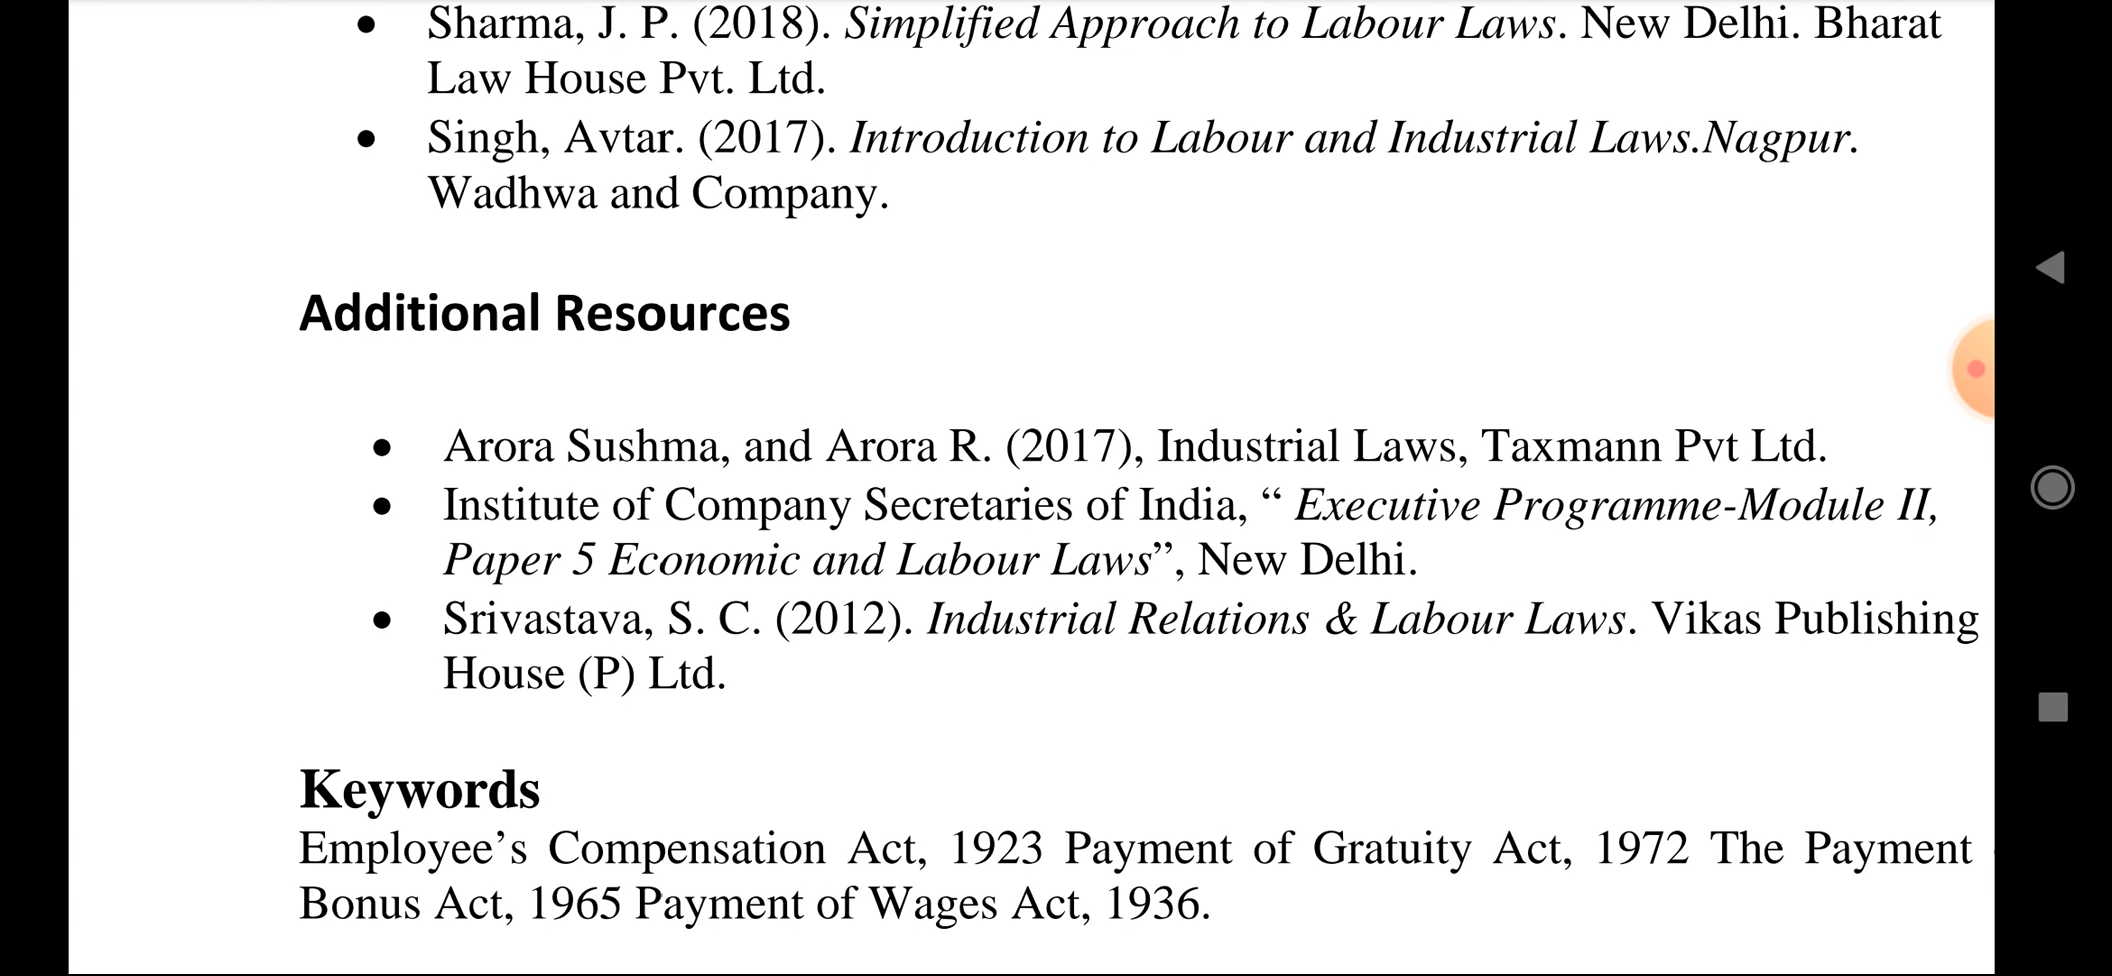 • Sharma, J. P. (2018). Simplified Approach to Labour Laws. New Delhi. Bharat
Law House Pvt. Ltd.
• Singh, Avtar. (2017). Introduction to Labour and Industrial Laws.Nagpur.
Wadhwa and Company.
Additional Resources
• Arora Sushma, and Arora R. (2017), Industrial Laws, Taxmann Pvt Ltd.
• Institute of Company Secretaries of India, “ Executive Programme-Module II,
Paper 5 Economic and Labour Laws”, New Delhi.
• Srivastava, S. C. (2012). Industrial Relations & Labour Laws. Vikas Publishing
House (P) Ltd.
Keywords
Employee’s Compensation Act, 1923 Payment of Gratuity Act, 1972 The Payment
Bonus Act, 1965 Payment of Wages Act, 1936.